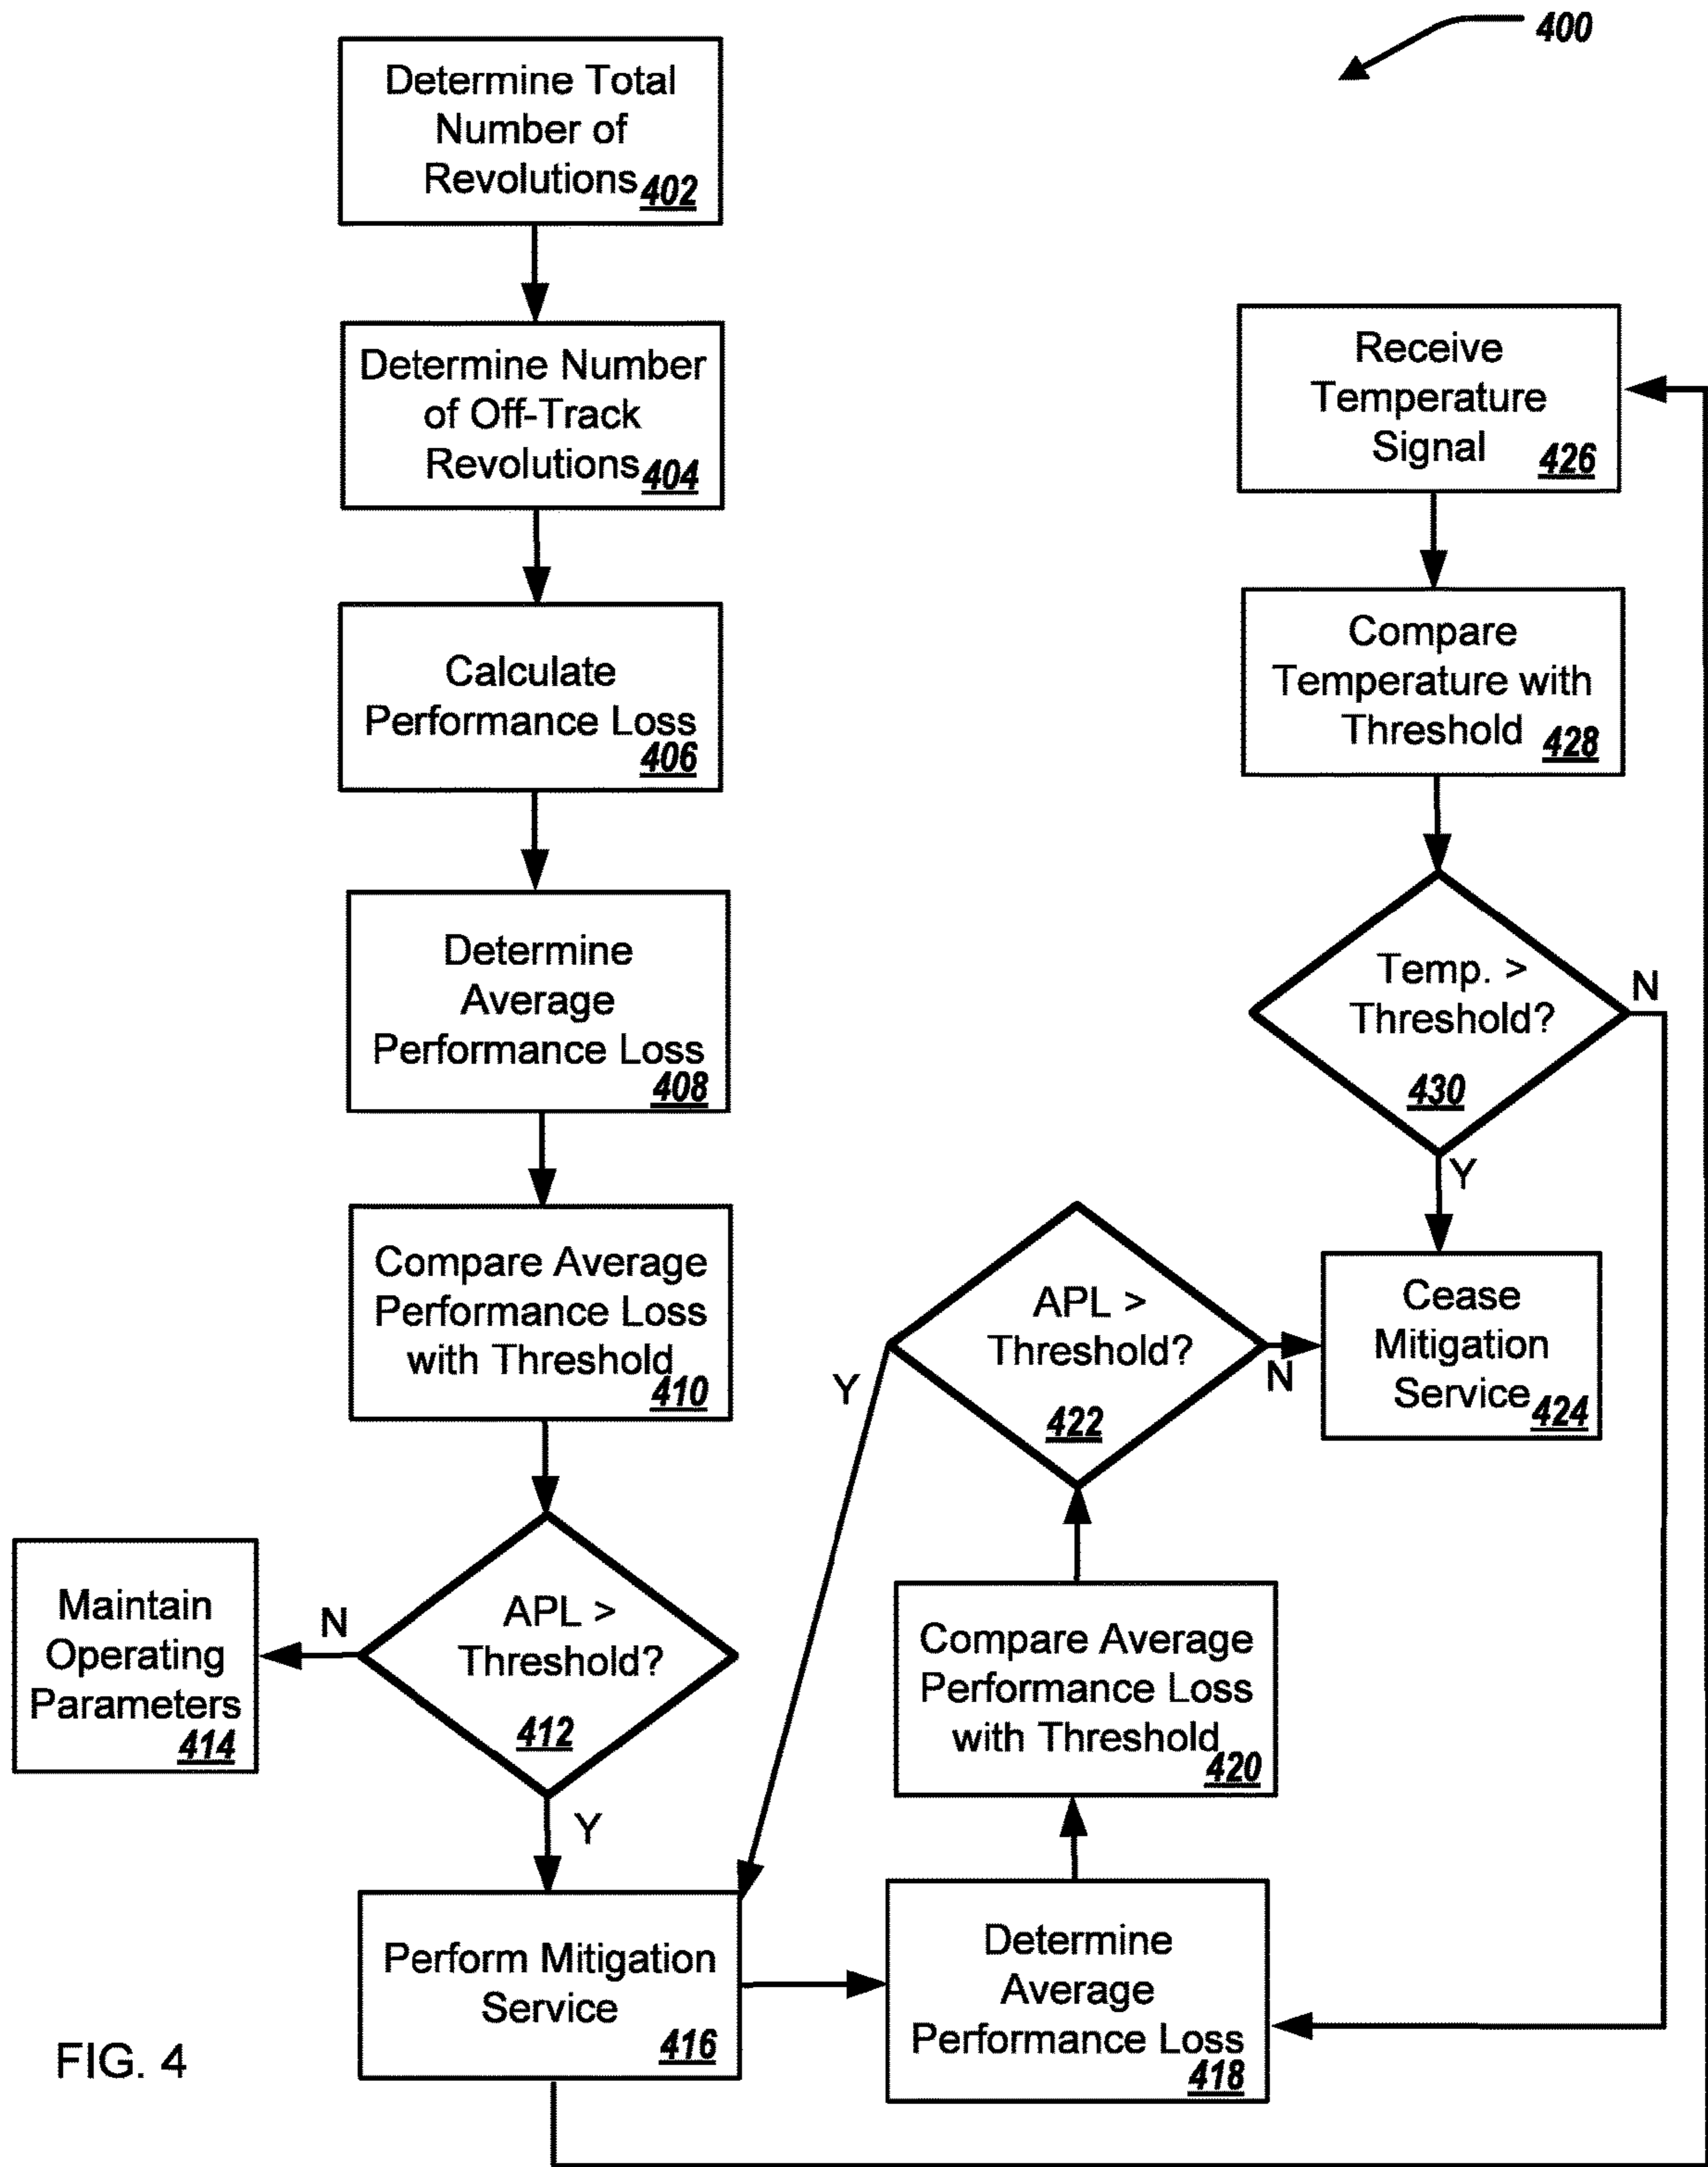 400
Determine Total
Number of
Revolutions 402
Determine Number
of Off-Track
Revolutions 404
Calculate
Performance Loss
406
Determine
Average
Performance Loss
408
Compare Average
Performance Loss
with Threshold
410
APL >
Threshold?
412
N
Maintain
Operating
Parameters
414
Y
Perform Mitigation
Service
416
Determine
Average
Performance Loss
418
Compare Average
Performance Loss
with Threshold
420
APL >
Threshold?
422
Y
N
Cease
Mitigation
Service 424
Receive
Temperature
Signal 426
Compare
Temperature with
Threshold 428
Temp. >
Threshold?
430
N
Y
FIG. 4